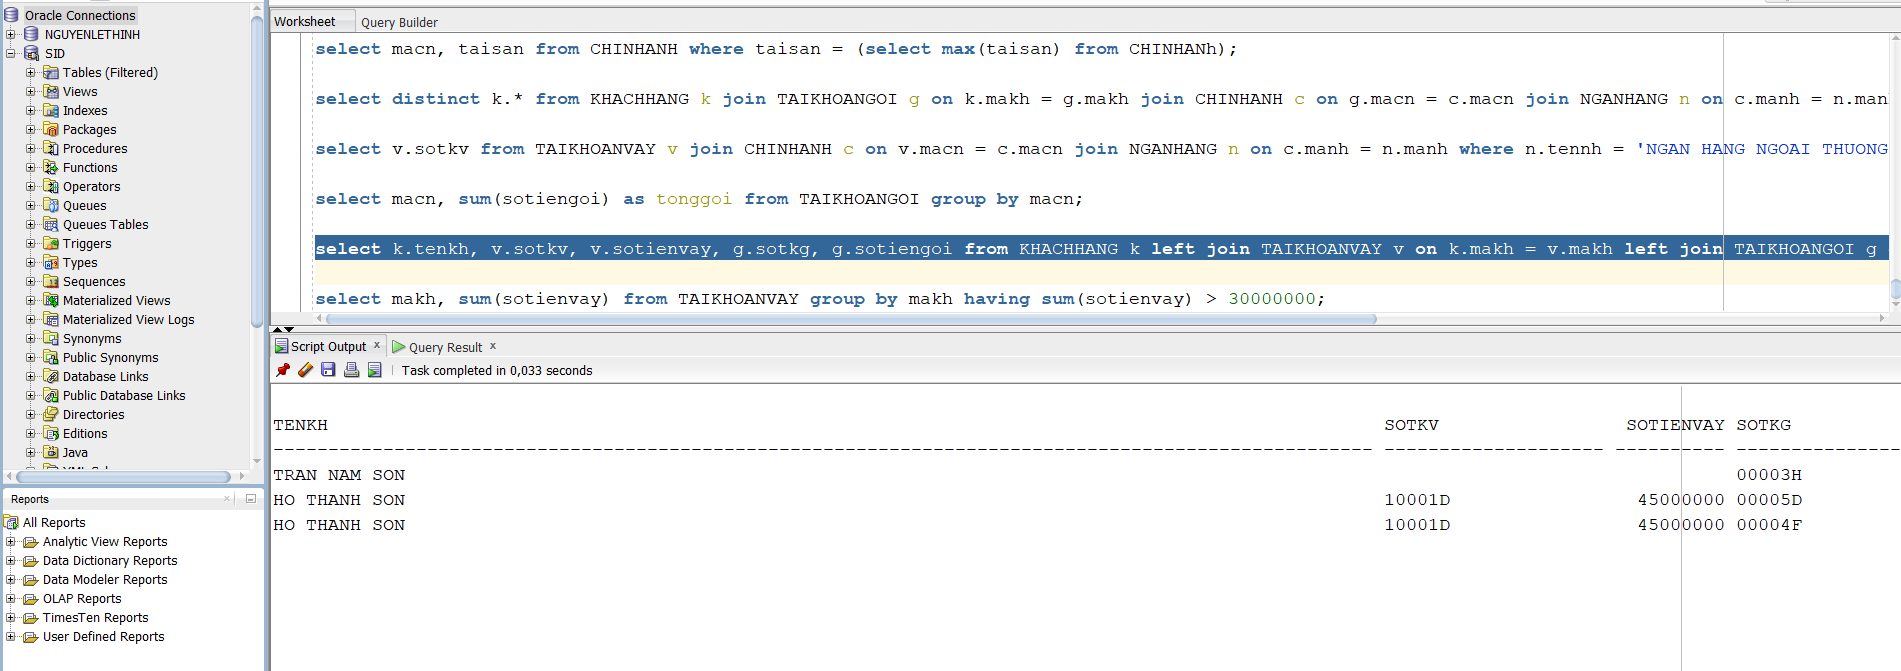 Oracle Connections
NGUYENLETHINH
SID
Tables (Filtered)
Views
Indexes
Packages
Procedures
Functions
Operators
Queues
Queues Tables
Triggers
Types
Sequences
Materialized Views
Materialized View Logs
Synonyms
Public Synonyms
Database Links
Public Database Links
Directories
Editions
Java
Reports
All Reports
Analytic View Reports
Data Dictionary Reports
Data Modeler Reports
OLAP Reports
TimesTen Reports
User Defined Reports
Worksheet Query Builder
select macn, taisan from CHINHANH where taisan = (select max(taisan) from CHINHANh);
select distinct k.* from KHACHHANG k join TAIKHOANGOI g on k.makh = g.makh join CHINHANH c on g.macn = c.macn join NGANHANG n on c.manh = n.man
select v.sotkv from TAIKHOANVAY v join CHINHANH c on v.macn = c.macn join NGANHANG n on c.manh = n.manh where n.tennh = 'NGAN HANG NGOAI THUONG
select macn, sum(sotiengoi) as tonggoi from TAIKHOANGOI group by macn;
select k.tenkh, v.sotkv, v.sotienvay, g.sotkg, g.sotiengoi from KHACHHANG k left join TAIKHOANVAY v on k.makh = v.makh left join TAIKHOANGOI g
select makh, sum(sotienvay) from TAIKHOANVAY group by makh having sum(sotienvay) > 30000000;
Script Output x Query Result x
Task completed in 0,033 seconds
TENKH SOTKV SOTIENVAY SOTKG
TRAN NAM SON 00003H
HO THANH SON 10001D 45000000 00005D
HO THANH SON 10001D 45000000 00004F